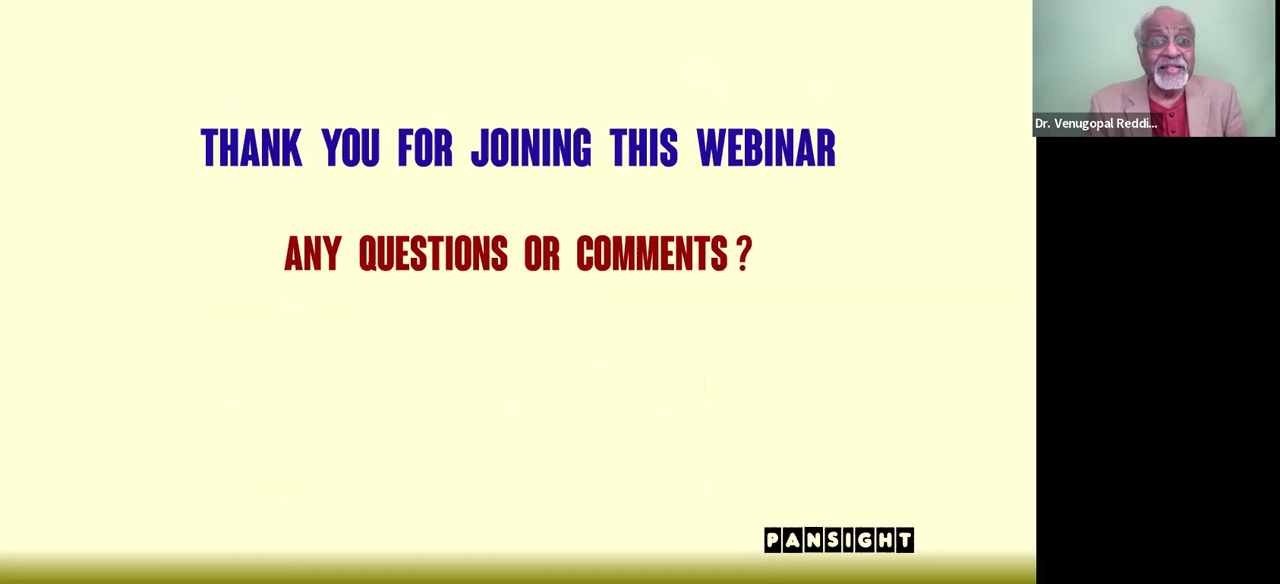 THANK YOU FOR JOINING THIS WEBINAR
ANY QUESTIONS OR COMMENTS?
PANSIGHT
Dr. Venugopal Reddi...